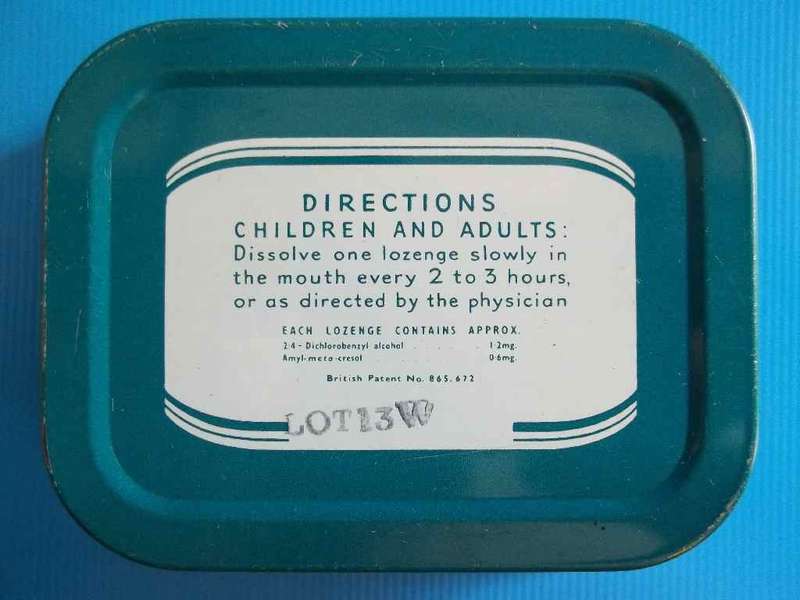 DIRECTIONS
CHILDREN AND ADULTS:
Dissolve one lozenge slowly in
the mouth every 2 to 3 hours,
or as directed by the physician
EACH LOZENGE CONTAINS APPROX.
2·4 - Dichlorobenzyl alcohol . . . . . . . 1·2mg.
Amyl-meta-cresol . . . . . . . 0·6mg.
British Patent No. 865,672
LOT13W